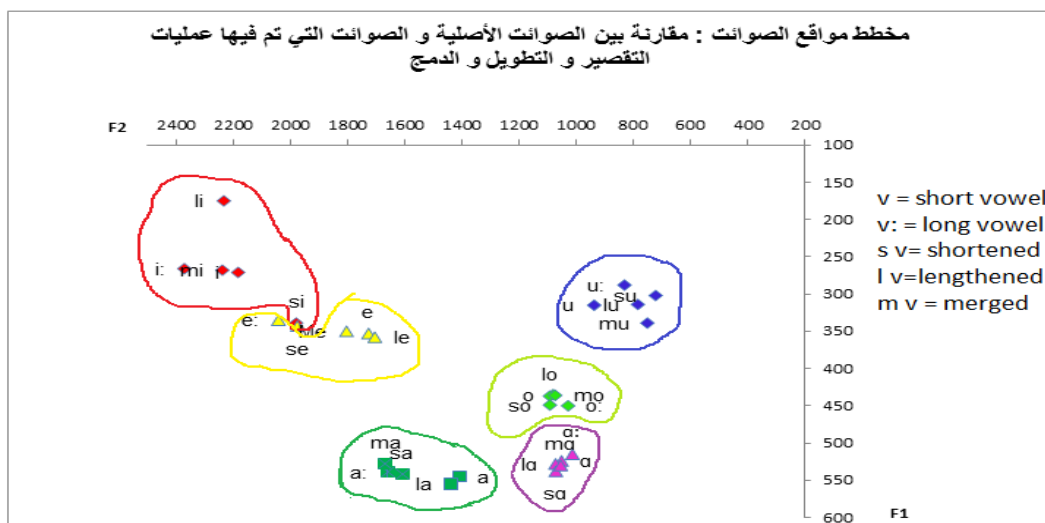 مخطط مواقع الصوائت : مقارنة بين الصوائت الأصلية و الصوائت التي تم فيها عمليات
التقصير و التطويل و الدمج
F2 2400 2200 2000 1800 1600 1400 1200 1000 800 600 400 200
100
150
200
250
300
350
400
450
500
550
600
F1
v = short vowel
v: = long vowel
s v= shortened
l v=lengthened
m v = merged
li
i: mi i
si
e: Me e
se le
u: su
u lu
mu
lo
o mo
so o:
ɑ:
mɑ
lɑ ɑ
sɑ
ma
sa
a: la a